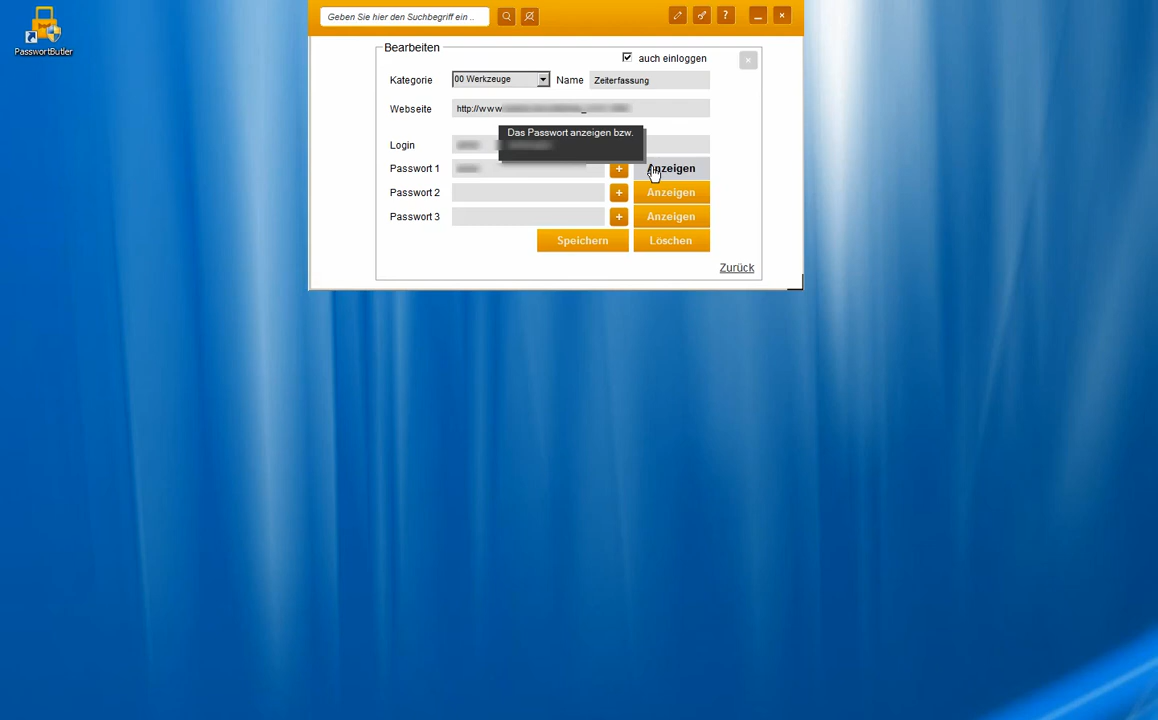 PasswortButler
Geben Sie hier den Suchbegriff ein ..
?
Bearbeiten
auch einloggen
Kategorie 00 Werkzeuge Name Zeiterfassung
Webseite http://www
Das Passwort anzeigen bzw.
Login
Passwort 1 + Anzeigen
Passwort 2 + Anzeigen
Passwort 3 + Anzeigen
Speichern Löschen
Zurück